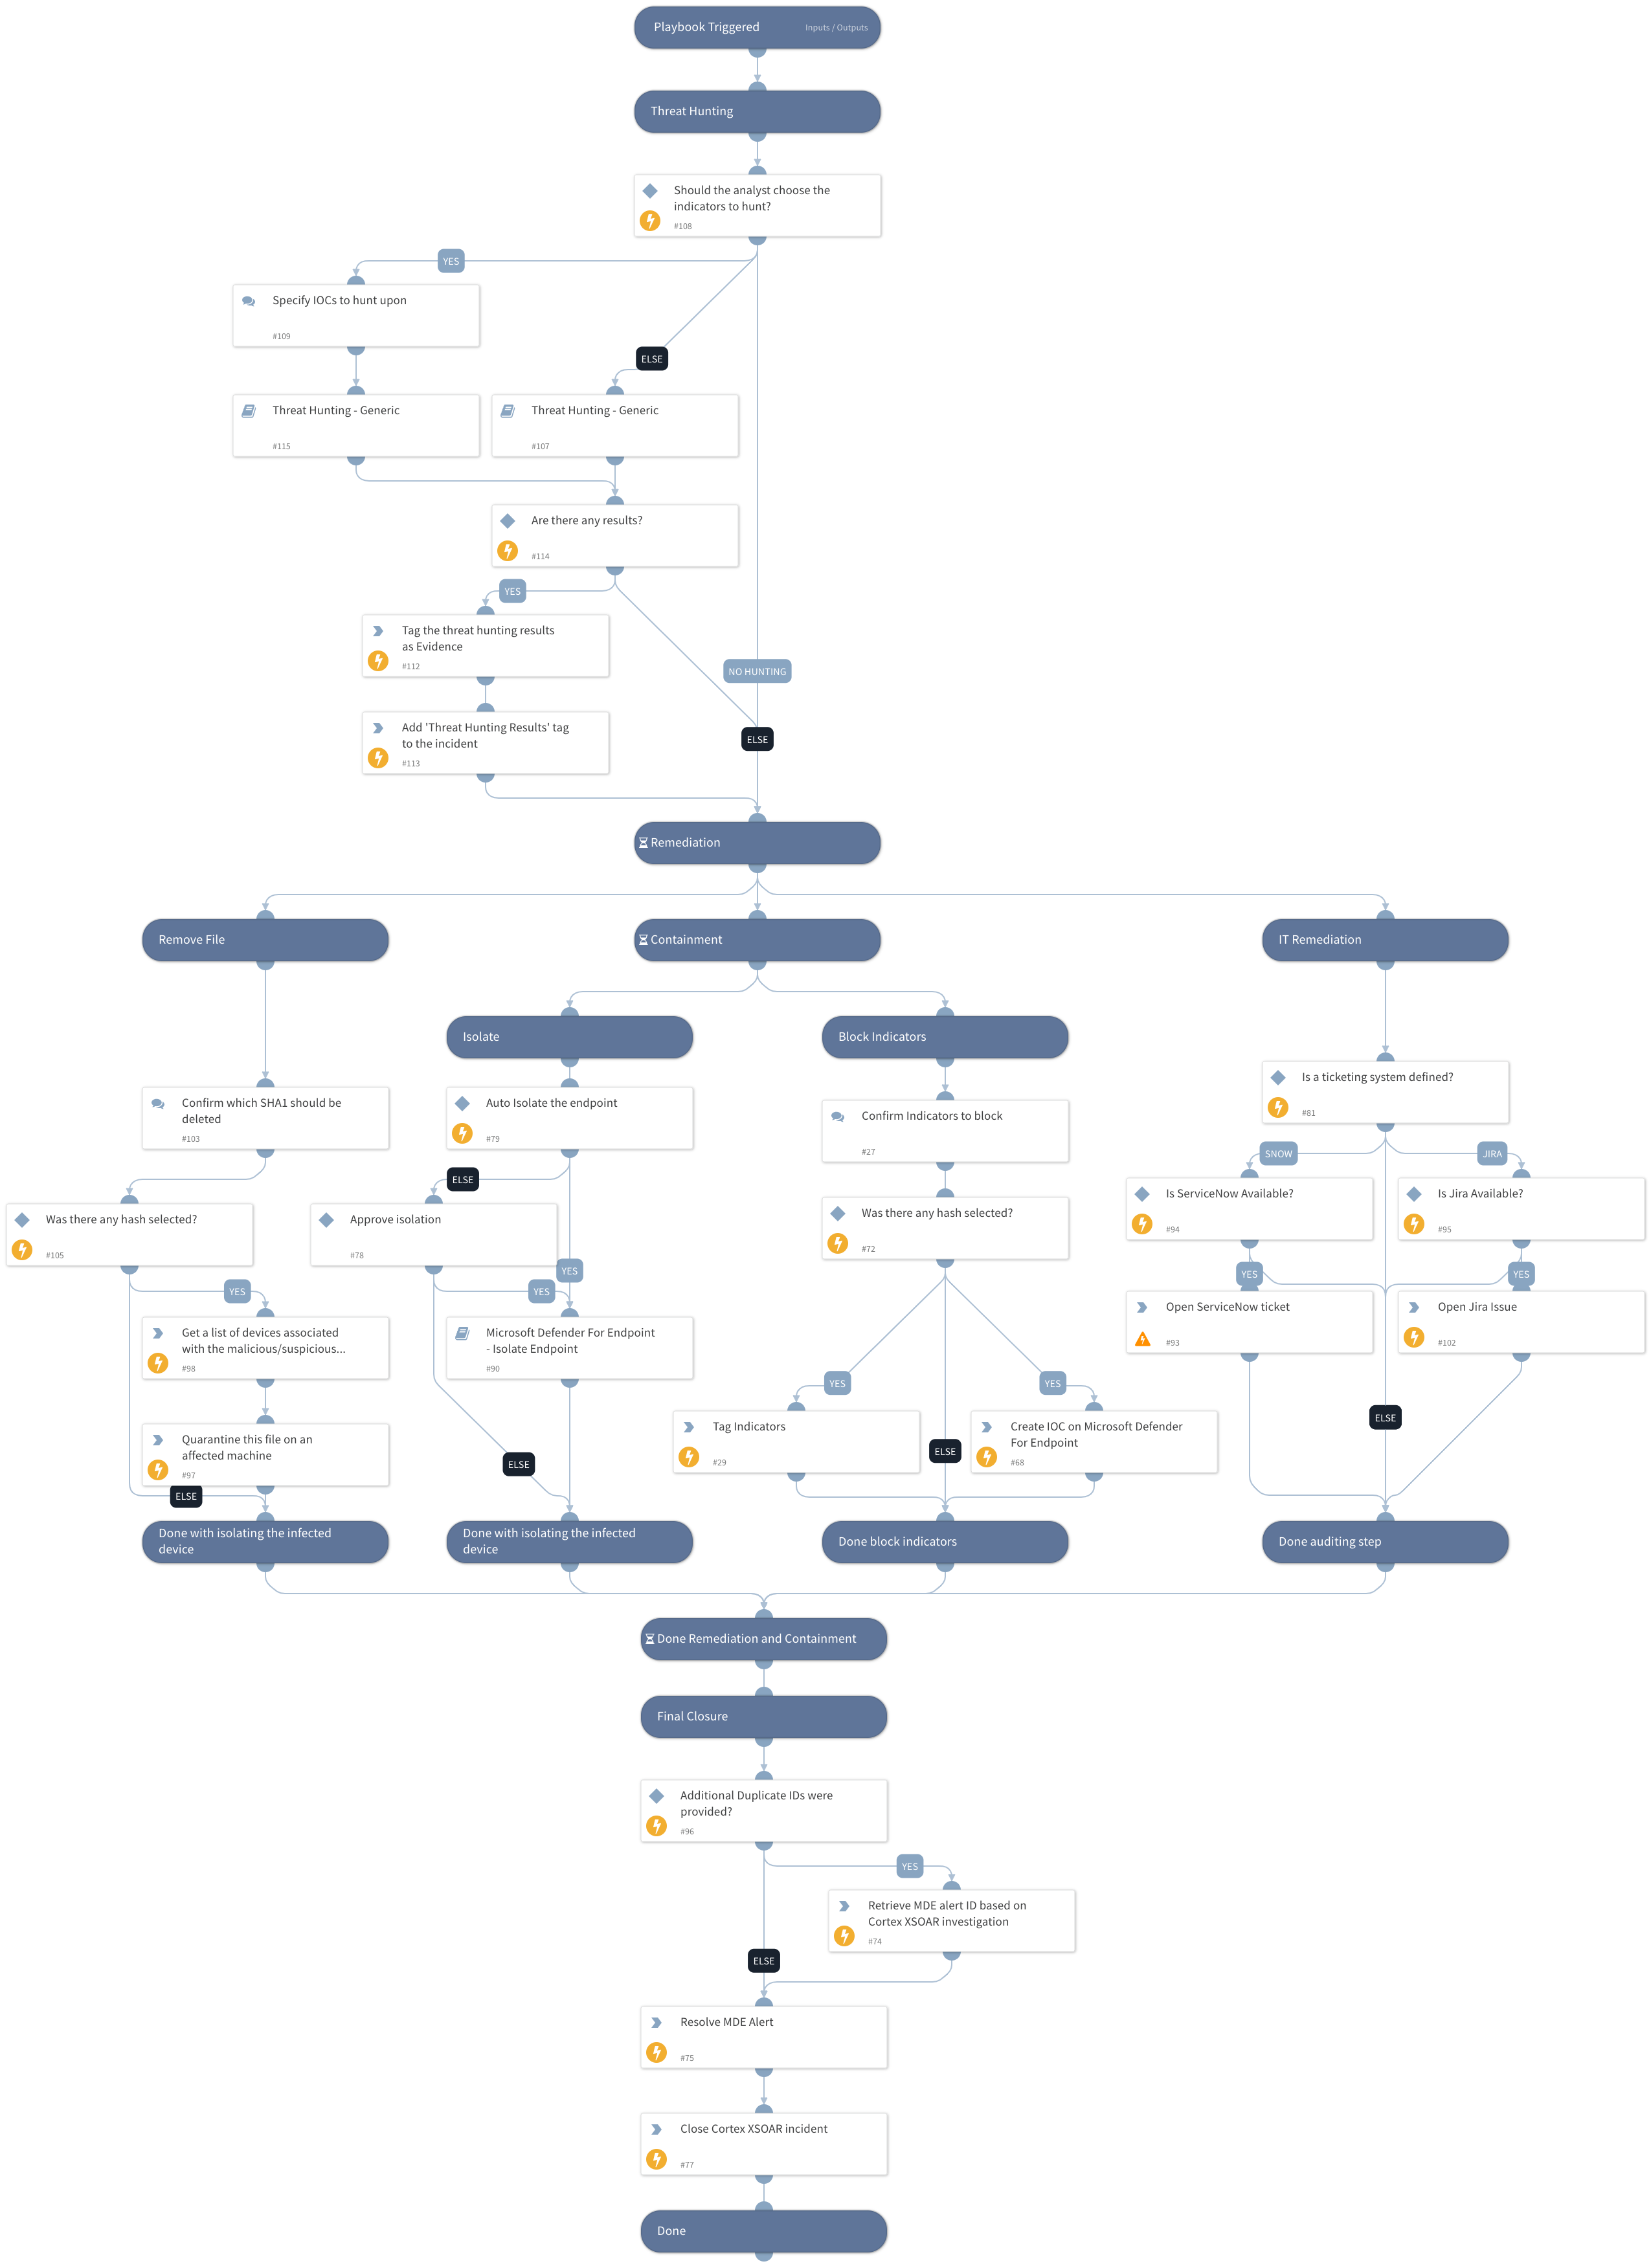 Playbook Triggered
Inputs / Outputs
Threat Hunting
Should the analyst choose the
indicators to hunt?
#108
YES
Specify IOCs to hunt upon
#109
ELSE
Threat Hunting - Generic
#115
Threat Hunting - Generic
#107
Are there any results?
#114
YES
Tag the threat hunting results
as Evidence
#112
NO HUNTING
Add 'Threat Hunting Results' tag
to the incident
#113
ELSE
Remediation
Remove File
Containment
IT Remediation
Isolate
Block Indicators
Confirm which SHA1 should be
deleted
#103
Auto Isolate the endpoint
#79
Confirm Indicators to block
#27
Is a ticketing system defined?
#81
ELSE
SNOW
JIRA
Was there any hash selected?
#105
Approve isolation
#78
Was there any hash selected?
#72
Is ServiceNow Available?
#94
Is Jira Available?
#95
YES
YES
YES
YES
YES
Get a list of devices associated
with the malicious/suspicious...
#98
Microsoft Defender For Endpoint
- Isolate Endpoint
#90
Open ServiceNow ticket
#93
Open Jira Issue
#102
YES
YES
Quarantine this file on an
affected machine
#97
Tag Indicators
#29
Create IOC on Microsoft Defender
For Endpoint
#68
ELSE
ELSE
ELSE
ELSE
Done with isolating the infected
device
Done with isolating the infected
device
Done block indicators
Done auditing step
Done Remediation and Containment
Final Closure
Additional Duplicate IDs were
provided?
#96
YES
Retrieve MDE alert ID based on
Cortex XSOAR investigation
#74
ELSE
Resolve MDE Alert
#75
Close Cortex XSOAR incident
#77
Done